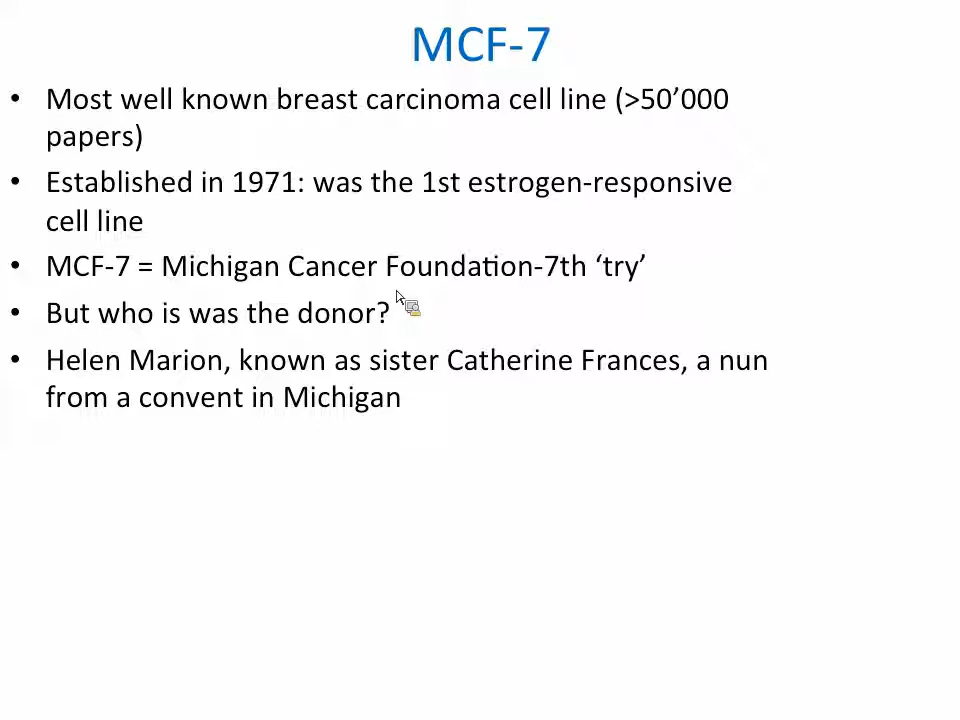 MCF-7
• Most well known breast carcinoma cell line (>50’000
papers)
• Established in 1971: was the 1st estrogen-responsive
cell line
• MCF-7 = Michigan Cancer Foundation-7th ‘try’
• But who is was the donor?
• Helen Marion, known as sister Catherine Frances, a nun
from a convent in Michigan